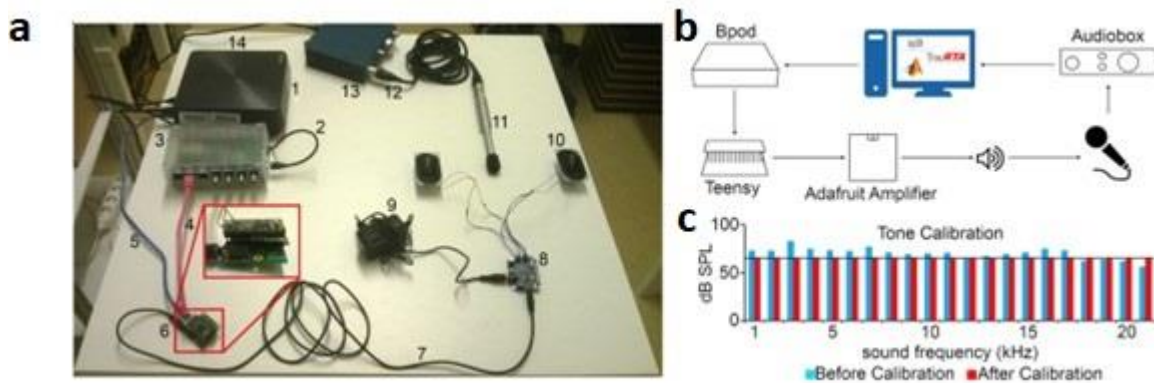 a
14
1
2
3
4
5
6
7
8
9
10
11
12
13
b
Bpod
Audiobox
TrueRTA
Teensy
Adafruit Amplifier
c
Tone Calibration
dB SPL
100
50
0
1 5 10 15 20
sound frequency (kHz)
Before Calibration After Calibration